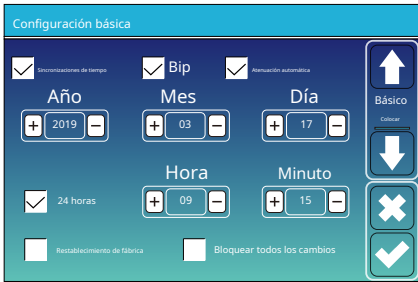 Configuración básica
Sincronizaciones de tiempo
Bip
Atenuación automática
Año
Mes
Día
+ 2019 −
+ 03 −
+ 17 −
Hora
Minuto
24 horas
+ 09 −
+ 15 −
Restablecimiento de fábrica
Bloquear todos los cambios
Básico
Colocar